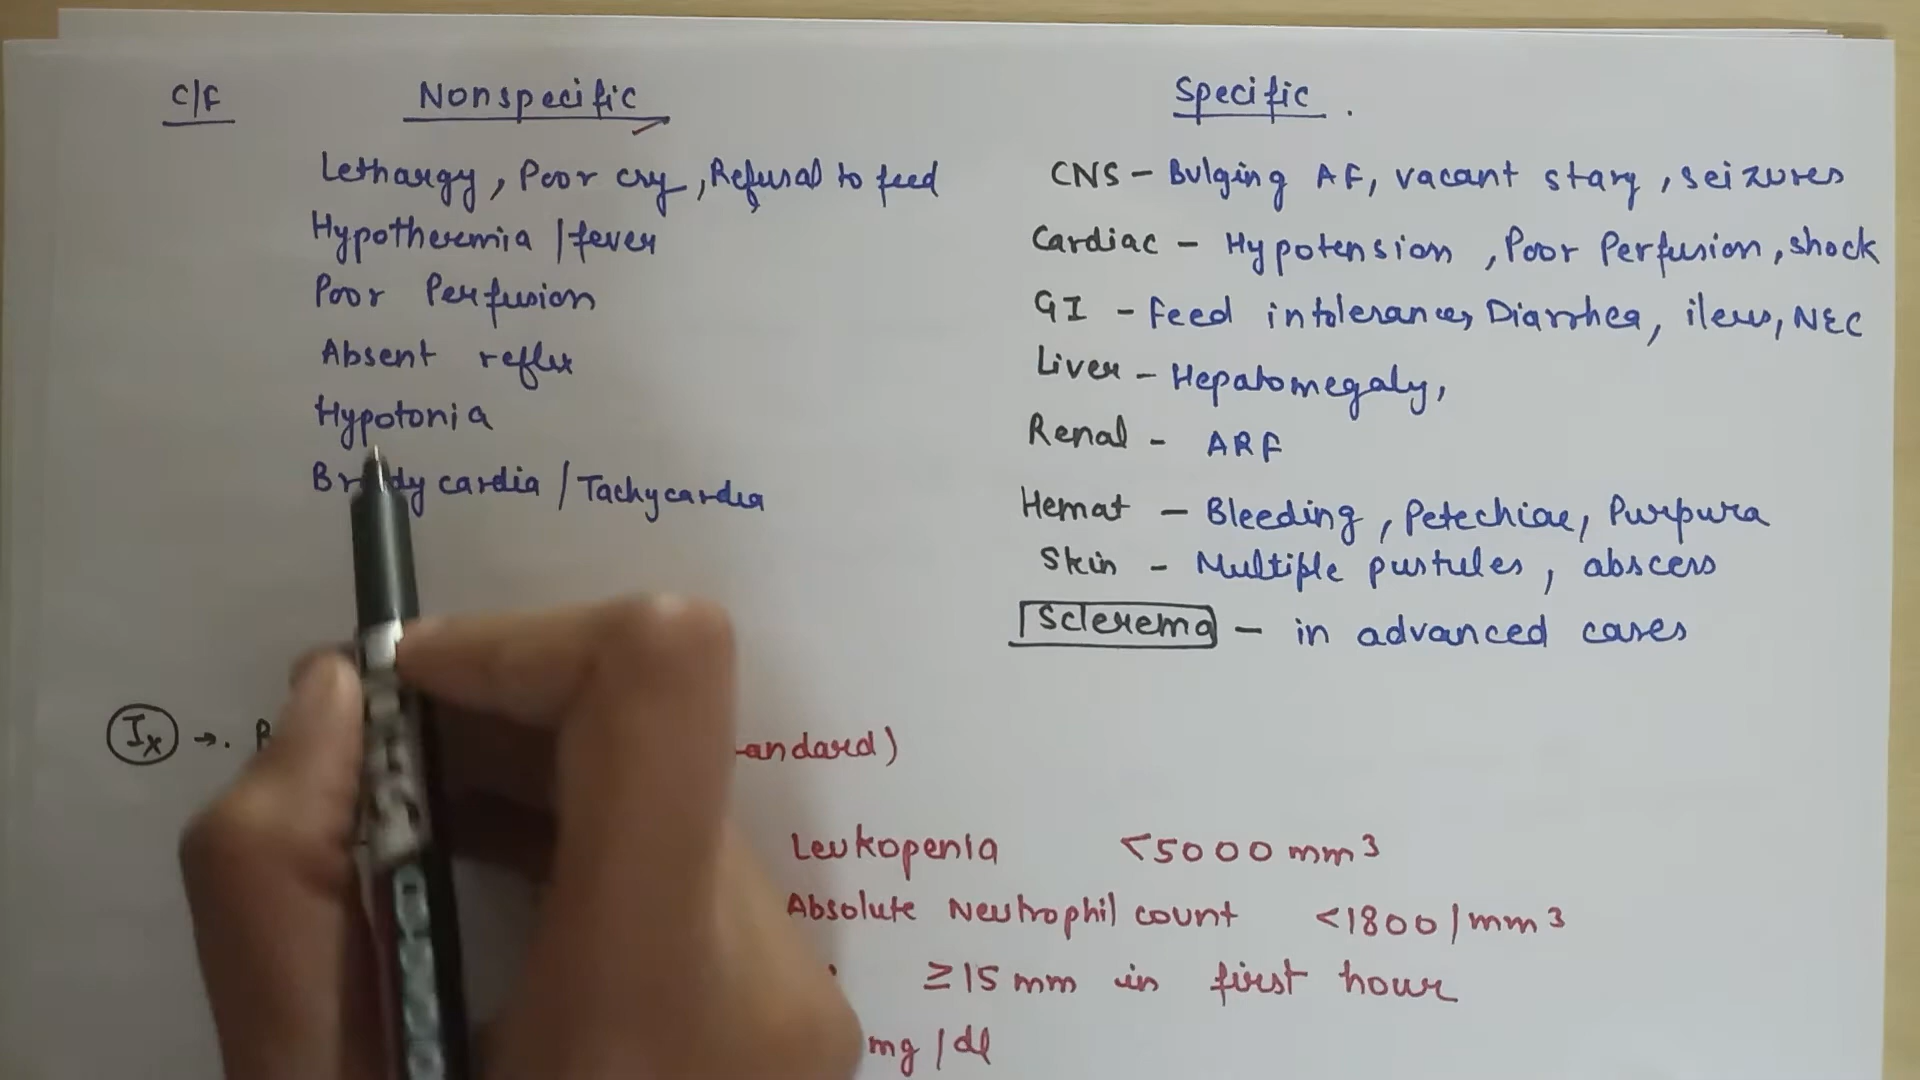 C/F Nonspecific Specific .
Lethargy, Poor cry, Refusal to feed
Hypothermia / fever
Poor Perfusion
Absent reflex
Hypotonia
Bradycardia / Tachycardia
CNS - Bulging AF, vacant stary, seizures
Cardiac - Hypotension, Poor Perfusion, shock
GI - Feed intolerance, Diarrhea, ileus, NEC
Liver - Hepatomegaly,
Renal - ARF
Hemat - Bleeding, Petechiae, Purpura
Skin - Multiple pustules, abscess
Sclerema - in advanced cases
Ix →.
andard)
Leukopenia <5000 mm3
Absolute Neutrophil count <1800/mm3
≥15 mm in first hour
mg/dl